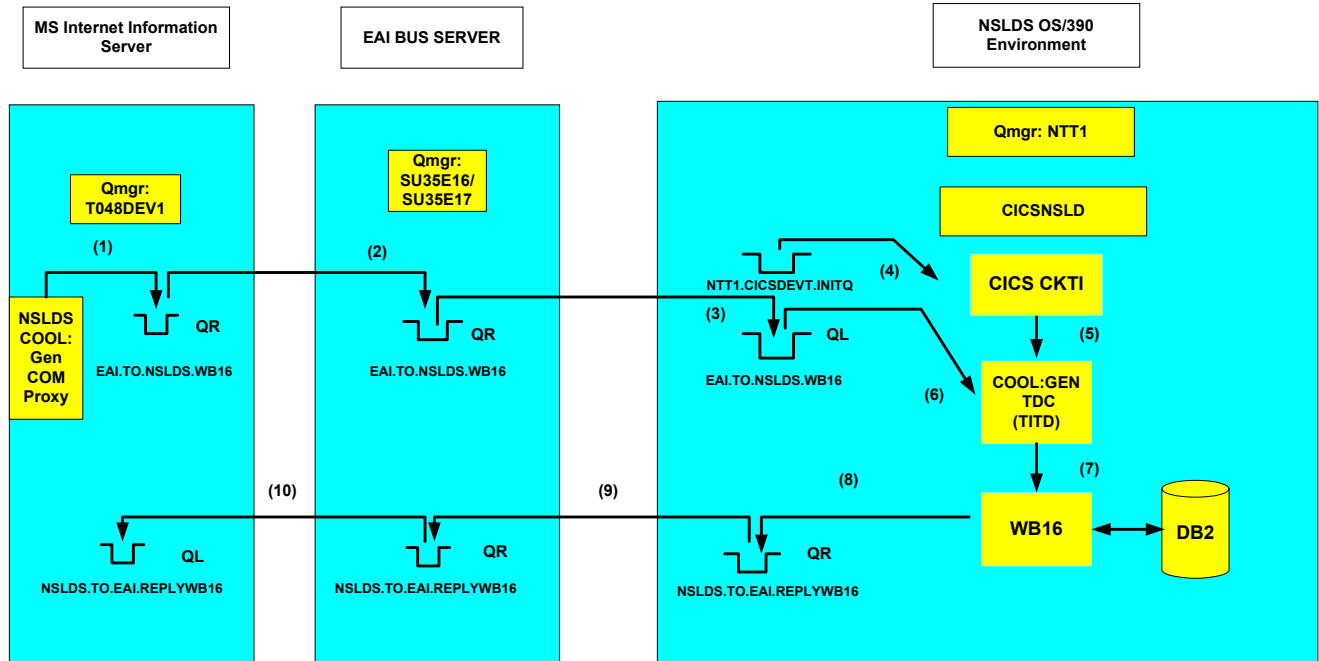 MS Internet Information
Server
EAI BUS SERVER
NSLDS OS/390
Environment
Qmgr: NTT1
Qmgr:
SU35E16/
SU35E17
Qmgr:
T048DEV1
CICSNSLD
(1)
(2)
(3)
(4)
NTT1.CICSDEVT.INITQ
CICS CKTI
NSLDS
COOL:
Gen
COM
Proxy
QR
EAI.TO.NSLDS.WB16
QR
EAI.TO.NSLDS.WB16
QL
EAI.TO.NSLDS.WB16
(5)
(6)
COOL:GEN
TDC
(TITD)
(7)
(8)
(9)
(10)
WB16
DB2
QL
NSLDS.TO.EAI.REPLYWB16
QR
NSLDS.TO.EAI.REPLYWB16
QR
NSLDS.TO.EAI.REPLYWB16